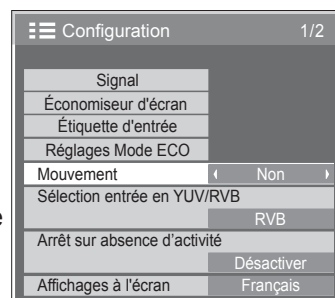 Configuration 1/2
Signal
Économiseur d'écran
Étiquette d'entrée
Réglages Mode ECO
Mouvement Non
Sélection entrée en YUV/RVB
e RVB
Arrêt sur absence d'activité
Désactiver
Affichages à l'écran Français